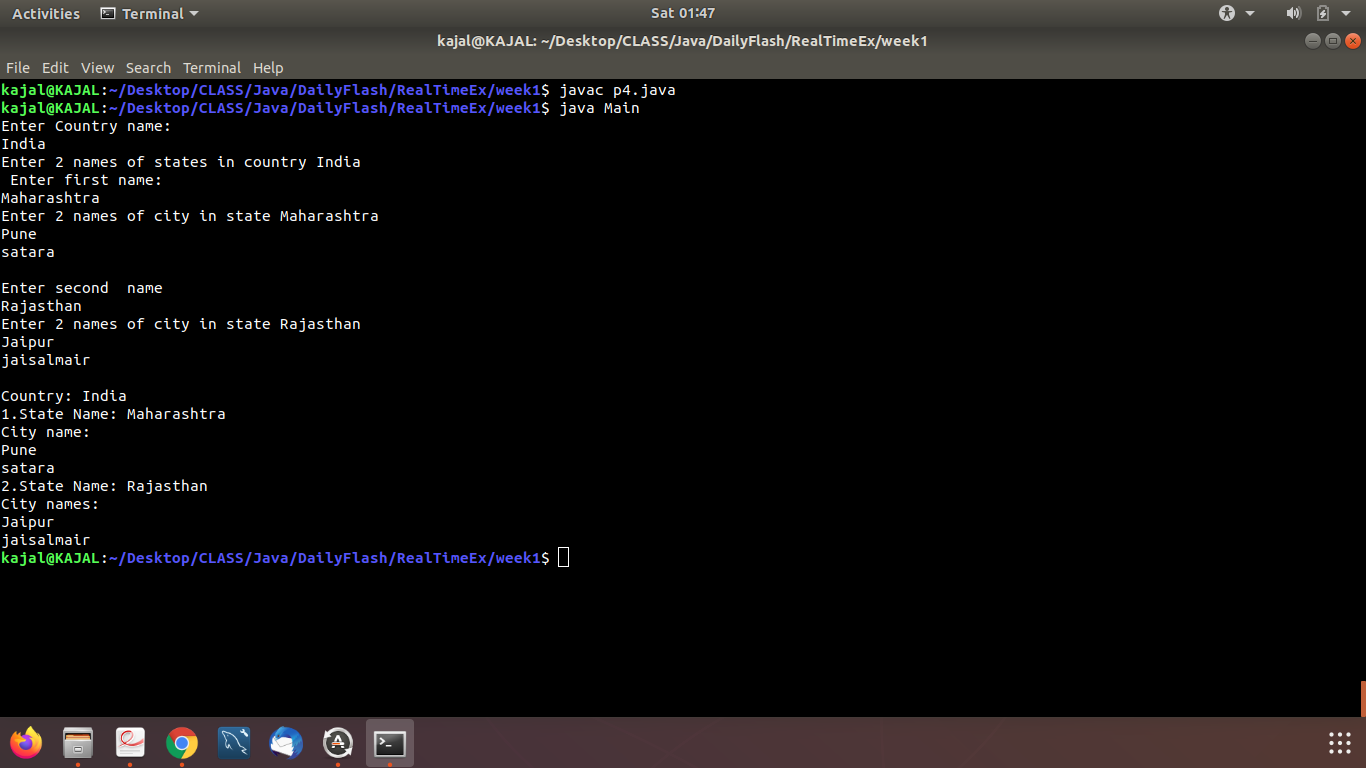 Activities Terminal Sat 01:47
kajal@KAJAL: ~/Desktop/CLASS/Java/DailyFlash/RealTimeEx/week1
File Edit View Search Terminal Help
kajal@KAJAL:~/Desktop/CLASS/Java/DailyFlash/RealTimeEx/week1$ javac p4.java
kajal@KAJAL:~/Desktop/CLASS/Java/DailyFlash/RealTimeEx/week1$ java Main
Enter Country name:
India
Enter 2 names of states in country India
 Enter first name:
Maharashtra
Enter 2 names of city in state Maharashtra
Pune
satara

Enter second  name
Rajasthan
Enter 2 names of city in state Rajasthan
Jaipur
jaisalmair

Country: India
1.State Name: Maharashtra
City name:
Pune
satara
2.State Name: Rajasthan
City names:
Jaipur
jaisalmair
kajal@KAJAL:~/Desktop/CLASS/Java/DailyFlash/RealTimeEx/week1$